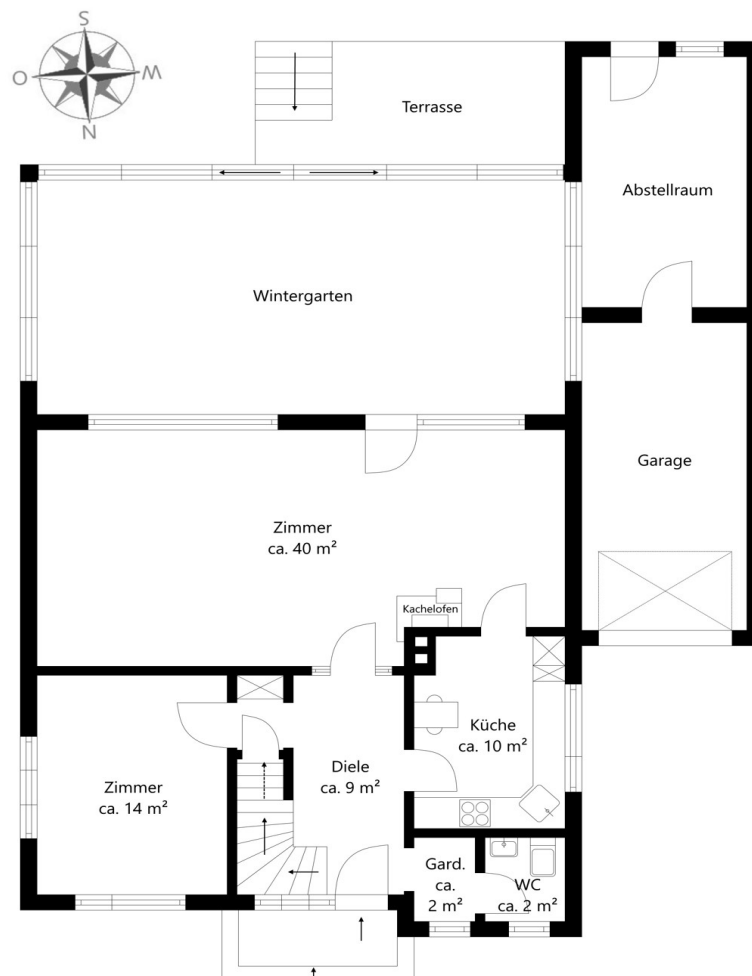 S
O
W
N
Terrasse
Abstellraum
Wintergarten
Garage
Zimmer
ca. 40 m²
Kachelofen
Küche
ca. 10 m²
Diele
ca. 9 m²
Zimmer
ca. 14 m²
Gard.
ca.
2 m²
WC
ca. 2 m²